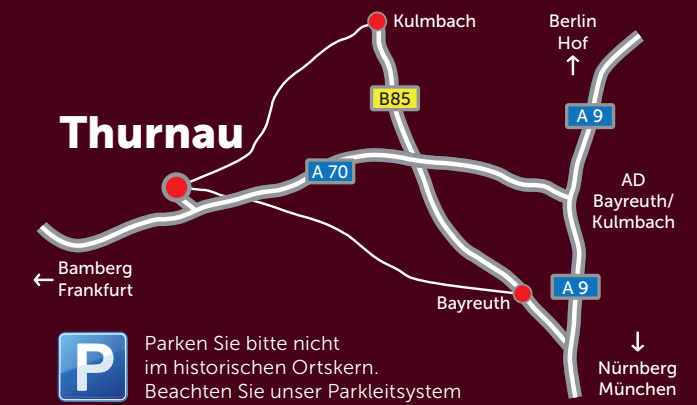 Kulmbach
Berlin
Hof
↑
B85
A 9
Thurnau
A 70
AD
Bayreuth/
Kulmbach
← Bamberg
Frankfurt
A 9
Bayreuth
↓
Nürnberg
München
P
Parken Sie bitte nicht
im historischen Ortskern.
Beachten Sie unser Parkleitsystem